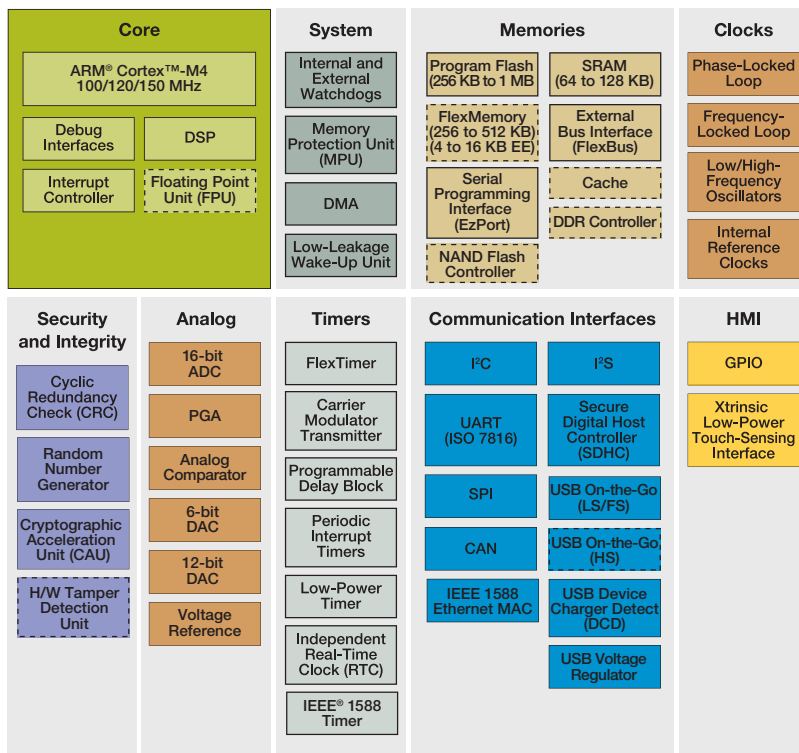 Core
ARM® Cortex™-M4
100/120/150 MHz
Debug
Interfaces
DSP
Interrupt
Controller
Floating Point
Unit (FPU)
System
Internal and
External
Watchdogs
Memory
Protection Unit
(MPU)
DMA
Low-Leakage
Wake-Up Unit
Memories
Program Flash
(256 KB to 1 MB)
SRAM
(64 to 128 KB)
FlexMemory
(256 to 512 KB)
(4 to 16 KB EE)
External
Bus Interface
(FlexBus)
Serial
Programming
Interface
(EzPort)
Cache
DDR Controller
NAND Flash
Controller
Clocks
Phase-Locked
Loop
Frequency-
Locked Loop
Low/High-
Frequency
Oscillators
Internal
Reference
Clocks
Security
and Integrity
Cyclic
Redundancy
Check (CRC)
Random
Number
Generator
Cryptographic
Acceleration
Unit (CAU)
H/W Tamper
Detection
Unit
Analog
16-bit
ADC
PGA
Analog
Comparator
6-bit
DAC
12-bit
DAC
Voltage
Reference
Timers
FlexTimer
Carrier
Modulator
Transmitter
Programmable
Delay Block
Periodic
Interrupt
Timers
Low-Power
Timer
Independent
Real-Time
Clock (RTC)
IEEE® 1588
Timer
Communication Interfaces
I²C
I²S
UART
(ISO 7816)
Secure
Digital Host
Controller
(SDHC)
SPI
USB On-the-Go
(LS/FS)
CAN
USB On-the-Go
(HS)
IEEE 1588
Ethernet MAC
USB Device
Charger Detect
(DCD)
USB Voltage
Regulator
HMI
GPIO
Xtrinsic
Low-Power
Touch-Sensing
Interface